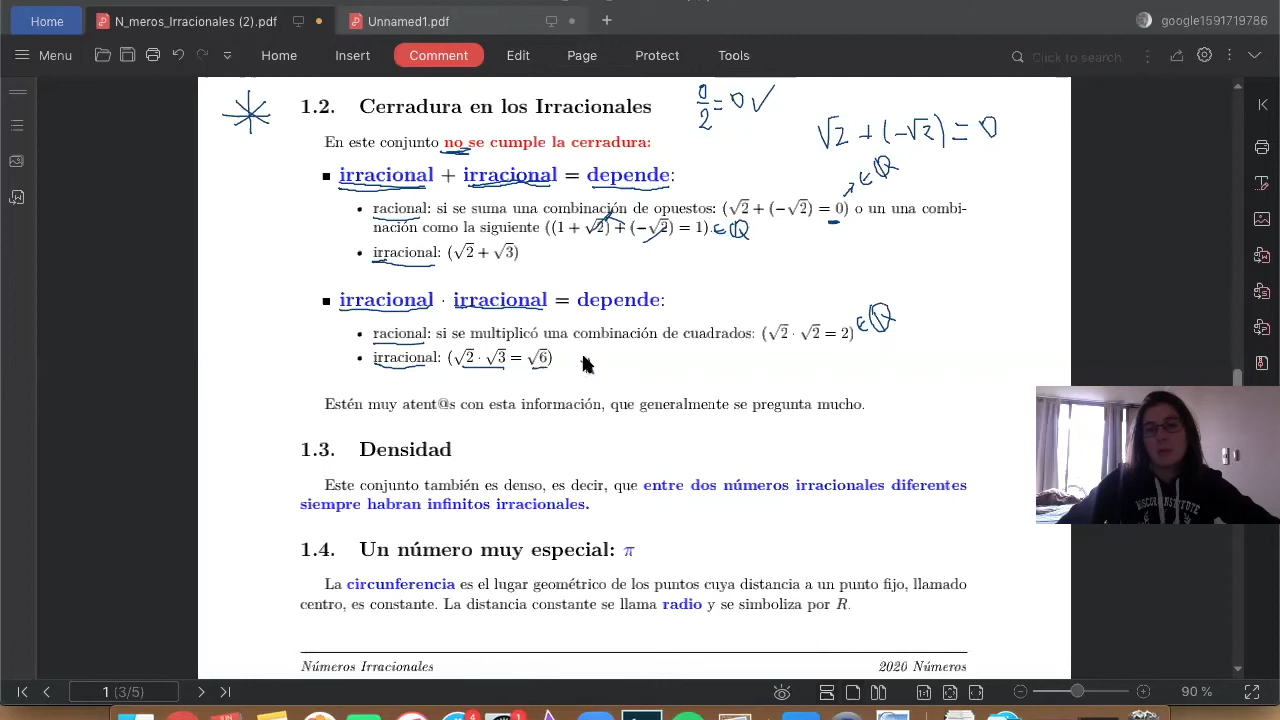 Home
N_meros_Irracionales (2).pdf
Unnamed1.pdf
google1591719786
Menu
Home Insert Comment Edit Page Protect Tools
Click to search
0/2 = 0 ✓
√2 + (-√2) = 0
∈ ℚ
1.2. Cerradura en los Irracionales
En este conjunto no se cumple la cerradura:
irracional + irracional = depende:
racional: si se suma una combinación de opuestos: (√2 + (−√2) = 0) o un una combi-
nación como la siguiente ((1 + √2) + (−√2) = 1). ∈ ℚ
irracional: (√2 + √3)
irracional · irracional = depende:
racional: si se multiplicó una combinación de cuadrados: (√2 · √2 = 2) ∈ ℚ
irracional: (√2 · √3 = √6)
Estén muy atent@s con esta información, que generalmente se pregunta mucho.
1.3. Densidad
Este conjunto también es denso, es decir, que entre dos números irracionales diferentes
siempre habran infinitos irracionales.
1.4. Un número muy especial: π
La circunferencia es el lugar geométrico de los puntos cuya distancia a un punto fijo, llamado
centro, es constante. La distancia constante se llama radio y se simboliza por R.
Números Irracionales 2020 Números
1 (3/5)
90 %